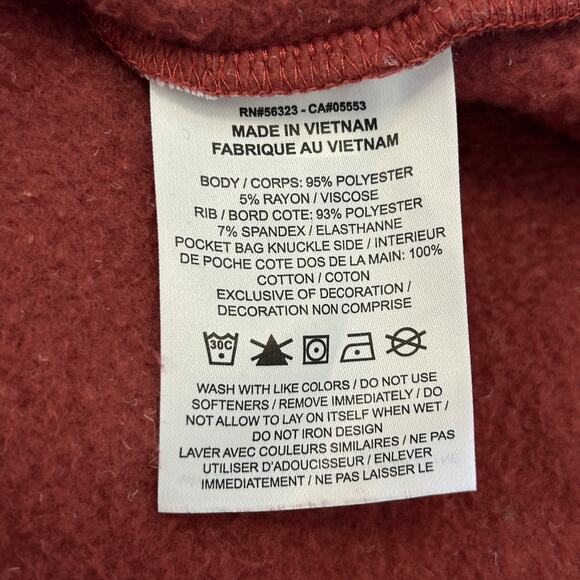 RN#56323 - CA#05553
MADE IN VIETNAM
FABRIQUE AU VIETNAM
BODY / CORPS: 95% POLYESTER
5% RAYON / VISCOSE
RIB / BORD COTE: 93% POLYESTER
7% SPANDEX / ELASTHANNE
POCKET BAG KNUCKLE SIDE / INTERIEUR
DE POCHE COTE DOS DE LA MAIN: 100%
COTTON / COTON
EXCLUSIVE OF DECORATION /
DECORATION NON COMPRISE
30C
WASH WITH LIKE COLORS / DO NOT USE
SOFTENERS / REMOVE IMMEDIATELY / DO
NOT ALLOW TO LAY ON ITSELF WHEN WET /
DO NOT IRON DESIGN
LAVER AVEC COULEURS SIMILAIRES / NE PAS
UTILISER D'ADOUCISSEUR / ENLEVER
IMMEDIATEMENT / NE PAS LAISSER LE